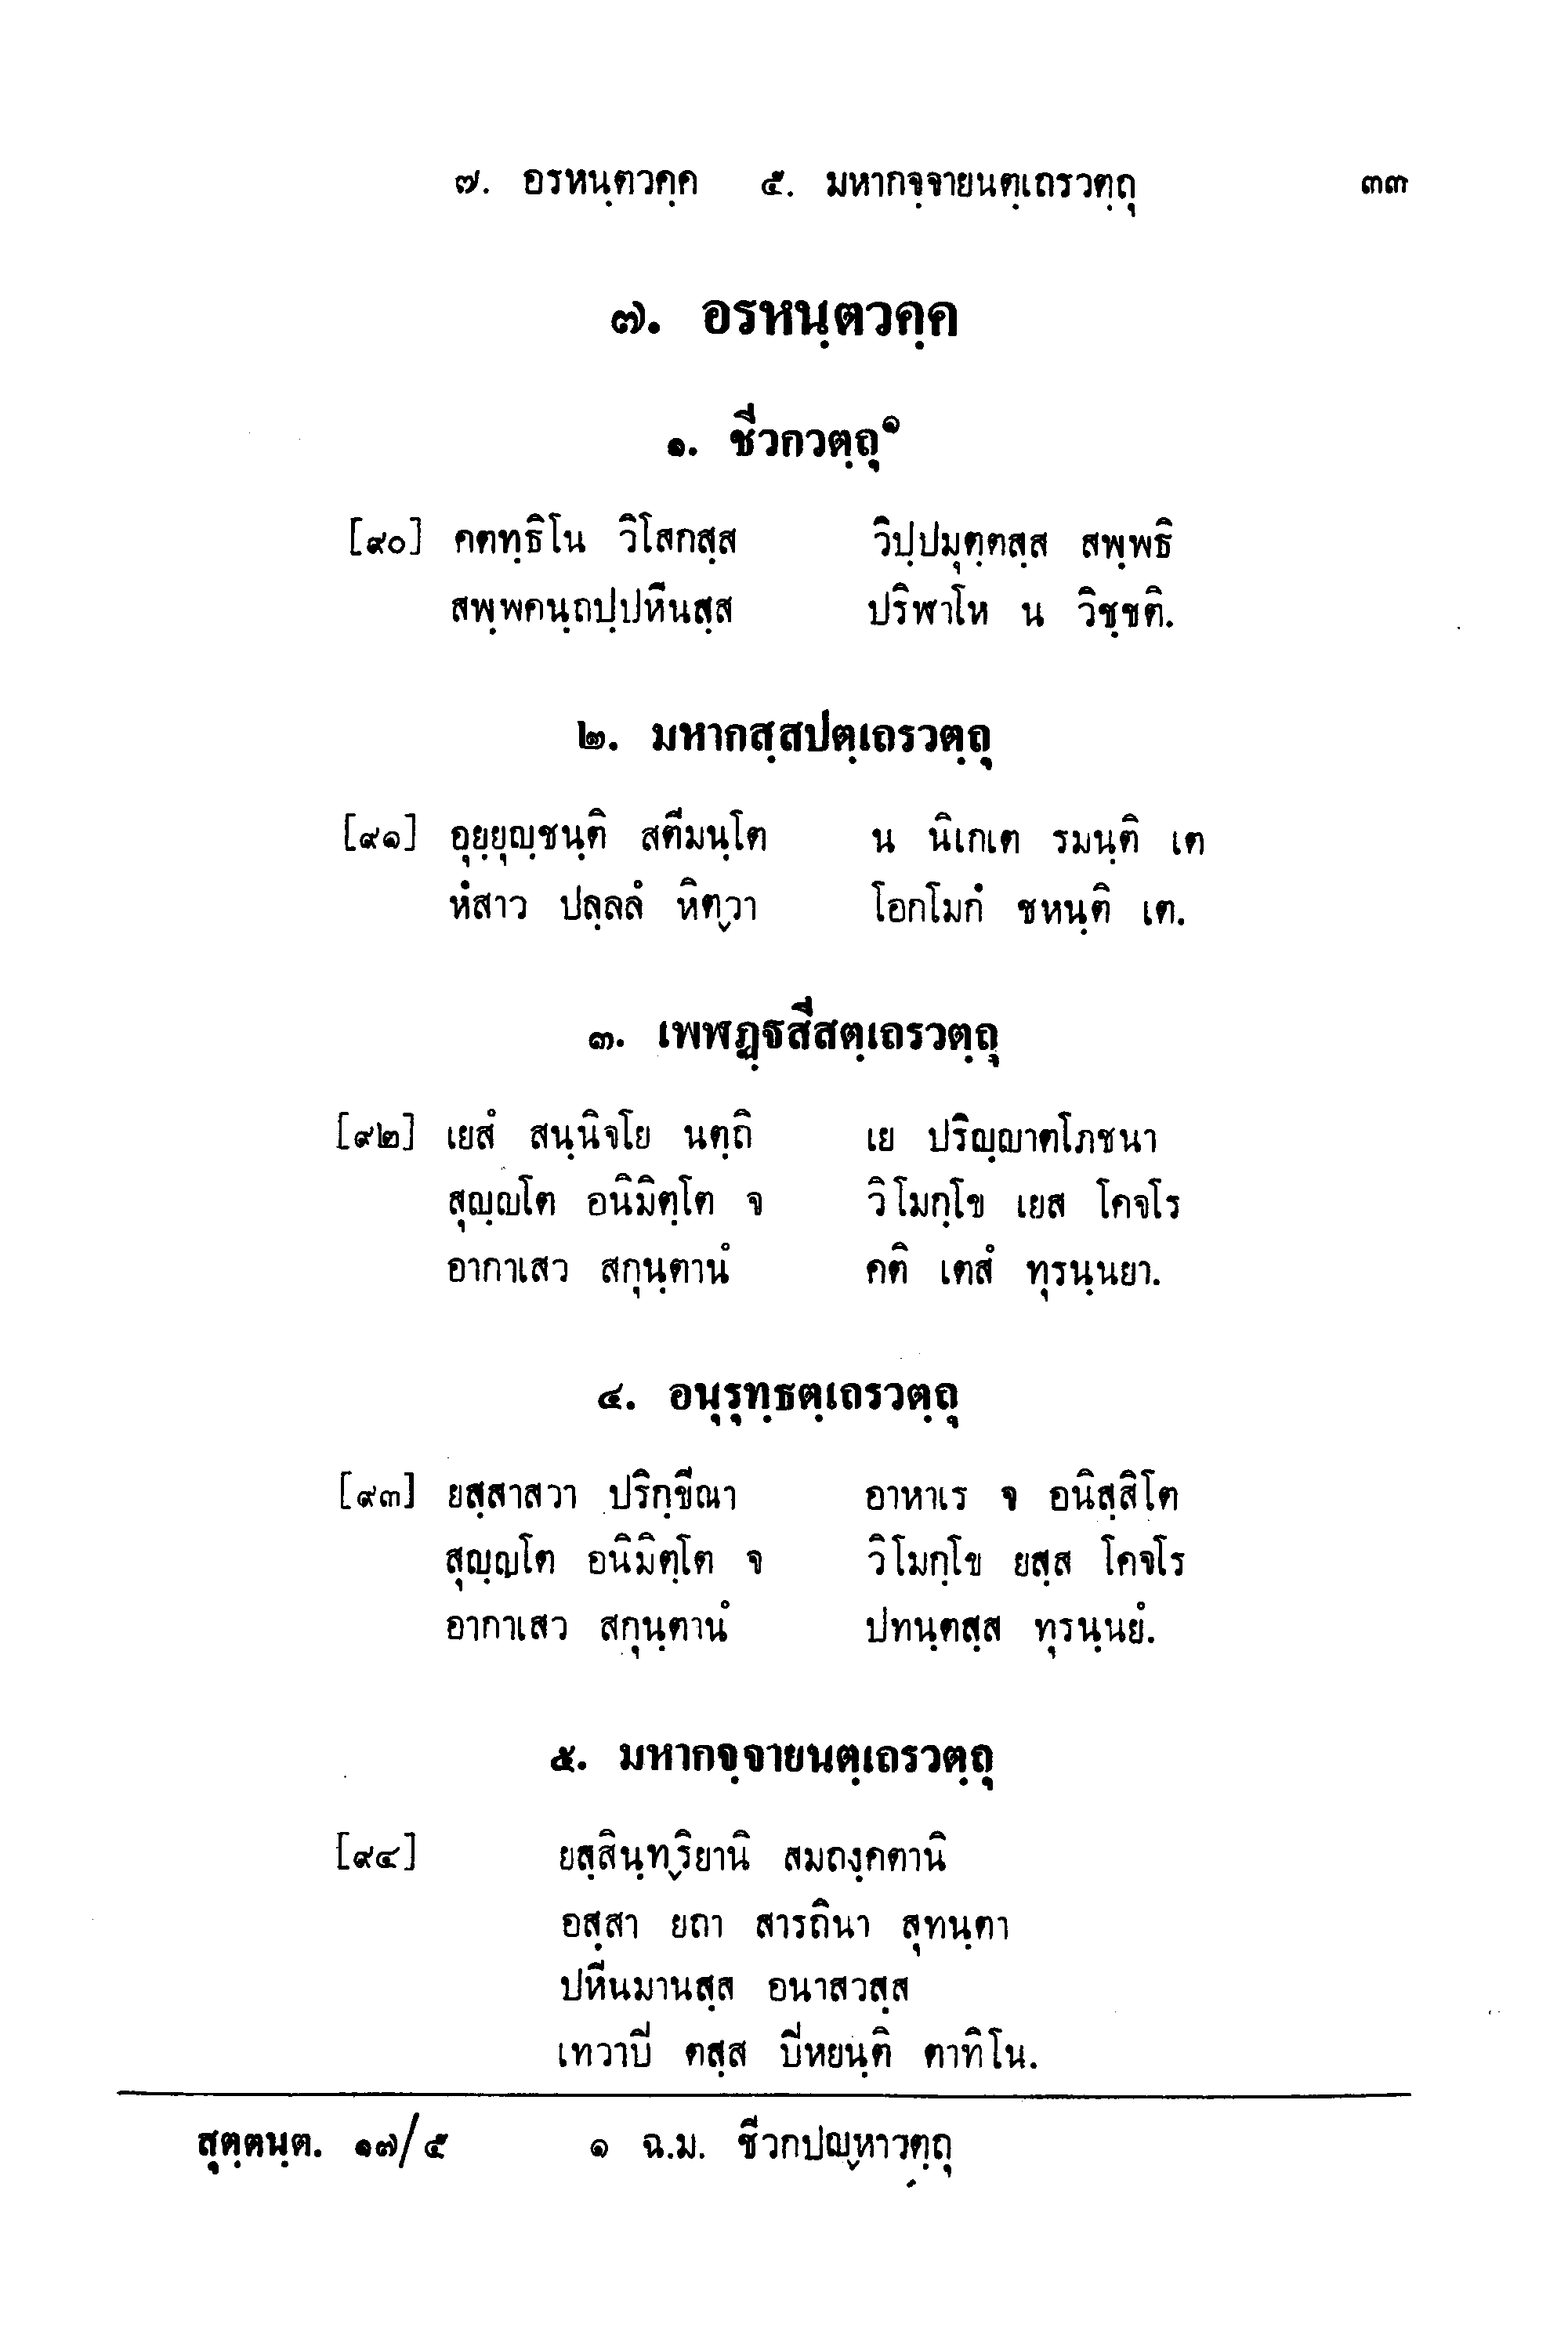 ๗. อรหนฺตวคฺค ๕. มหากจฺจายนตฺเถรวตฺถุ ๓๓
๗. อรหนฺตวคฺค
๑. ชีวกวตฺถุ๑
[๙๐] คตทฺธิโน วิโสกสฺส วิปฺปมุตฺตสฺส สพฺพธิ
สพฺพคนฺถปฺปหีนสฺส ปริฬาโห น วิชฺชติ.
๒. มหากสฺสปตฺเถรวตฺถุ
[๙๑] อุยฺยุญฺชนฺติ สตีมนฺโต น นิเกเต รมนฺติ เต
หํสาว ปลฺลลํ หิตฺวา โอกโมกํ ชหนฺติ เต.
๓. เพฬฏฺฐสีสตฺเถรวตฺถุ
[๙๒] เยสํ สนฺนิจโย นตฺถิ เย ปริญฺญาตโภชนา
สุญฺญโต อนิมิตฺโต จ วิโมกฺโข เยส โคจโร
อากาเสว สกุนฺตานํ คติ เตสํ ทุรนฺนยา.
๔. อนุรุทฺธตฺเถรวตฺถุ
[๙๓] ยสฺสาสวา ปริกฺขีณา อาหาเร จ อนิสฺสิโต
สุญฺญโต อนิมิตฺโต จ วิโมกฺโข ยสฺส โคจโร
อากาเสว สกุนฺตานํ ปทนฺตสฺส ทุรนฺนยํ.
๕. มหากจฺจายนตฺเถรวตฺถุ
[๙๔] ยสฺสินฺทฺริยานิ สมถงฺคตานิ
อสฺสา ยถา สารถินา สุทนฺตา
ปหีนมานสฺส อนาสวสฺส
เทวาปี ตสฺส ปิหยนฺติ ตาทิโน.
สุตฺตนฺต. ๑๗/๕ ๑ ฉ.ม. ชีวกปญฺหาวตฺถุ